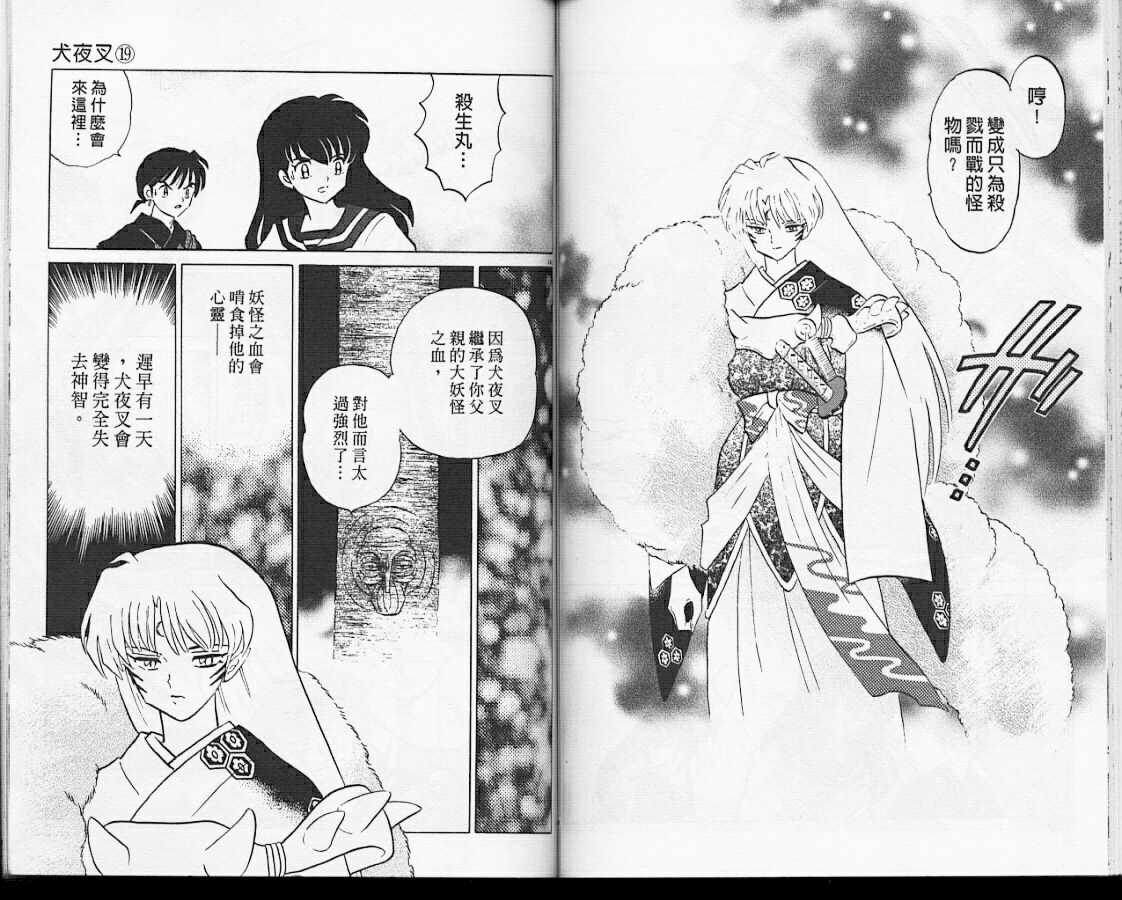 哼！
變成只為殺
戮而戰的怪
物嗎？
犬夜叉⑲
殺生丸…
為什麼會
來這裡…
因爲犬夜叉
繼承了你父
親的大妖怪
之血，
對他而言太
過強烈了…
妖怪之血會
啃食掉他的
心靈——
遲早有一天
，犬夜叉會
變得完全失
去神智。